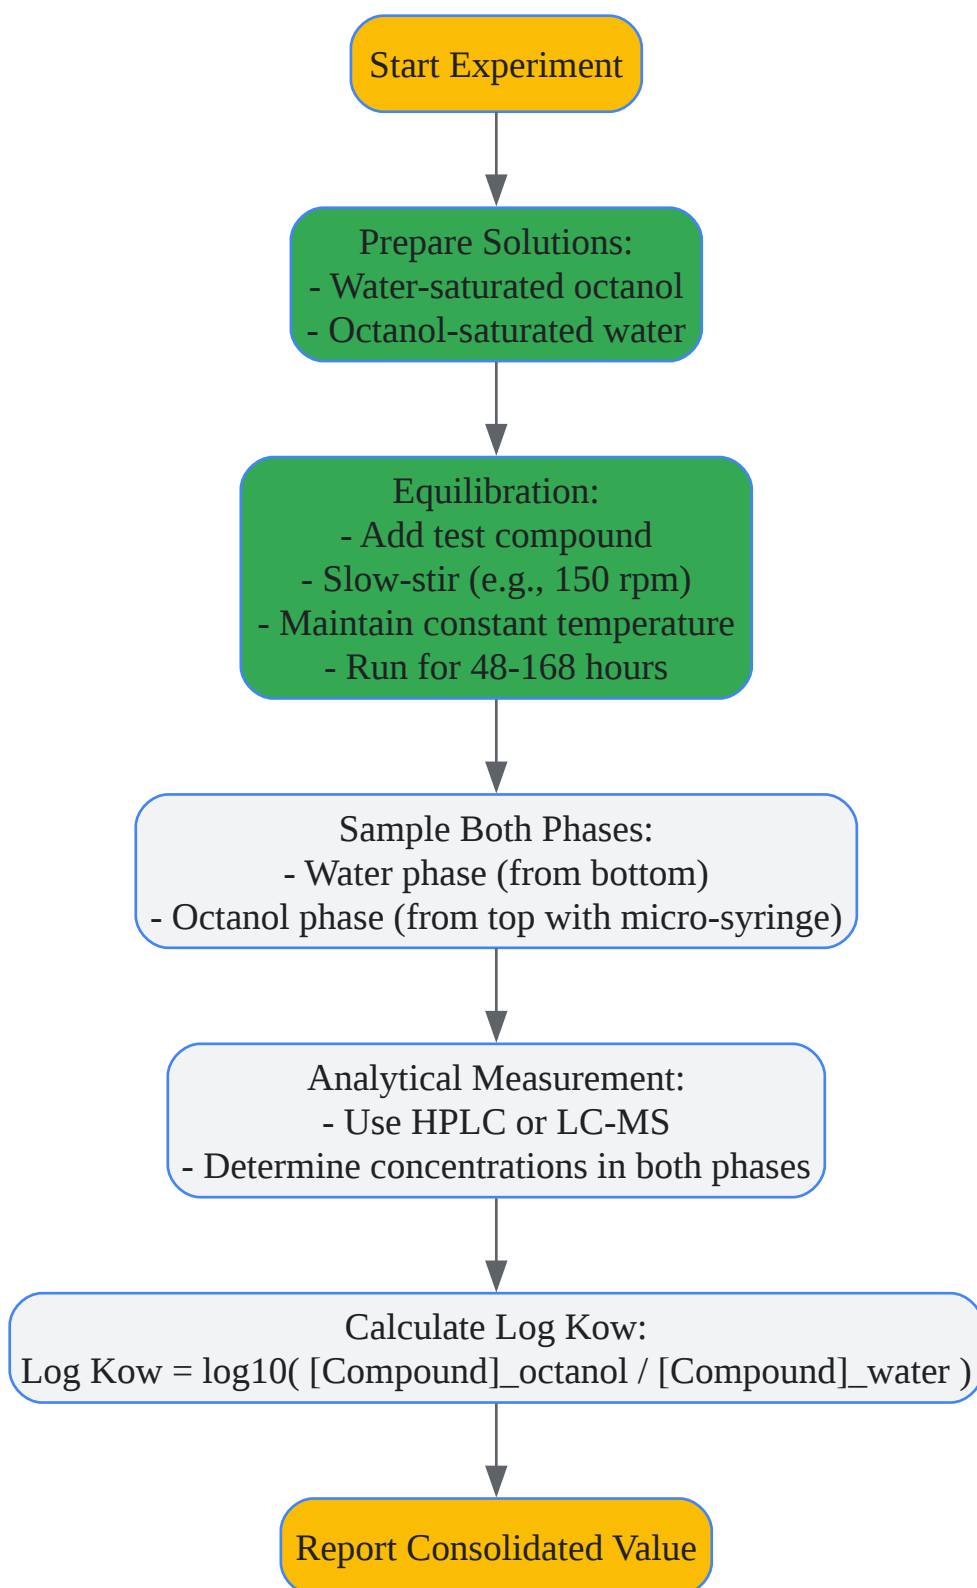 Start Experiment
Prepare Solutions:
- Water-saturated octanol
- Octanol-saturated water
Equilibration:
- Add test compound
- Slow-stir (e.g., 150 rpm)
- Maintain constant temperature
- Run for 48-168 hours
Sample Both Phases:
- Water phase (from bottom)
- Octanol phase (from top with micro-syringe)
Analytical Measurement:
- Use HPLC or LC-MS
- Determine concentrations in both phases
Calculate Log Kow:
Log Kow = log10( [Compound]_octanol / [Compound]_water )
Report Consolidated Value